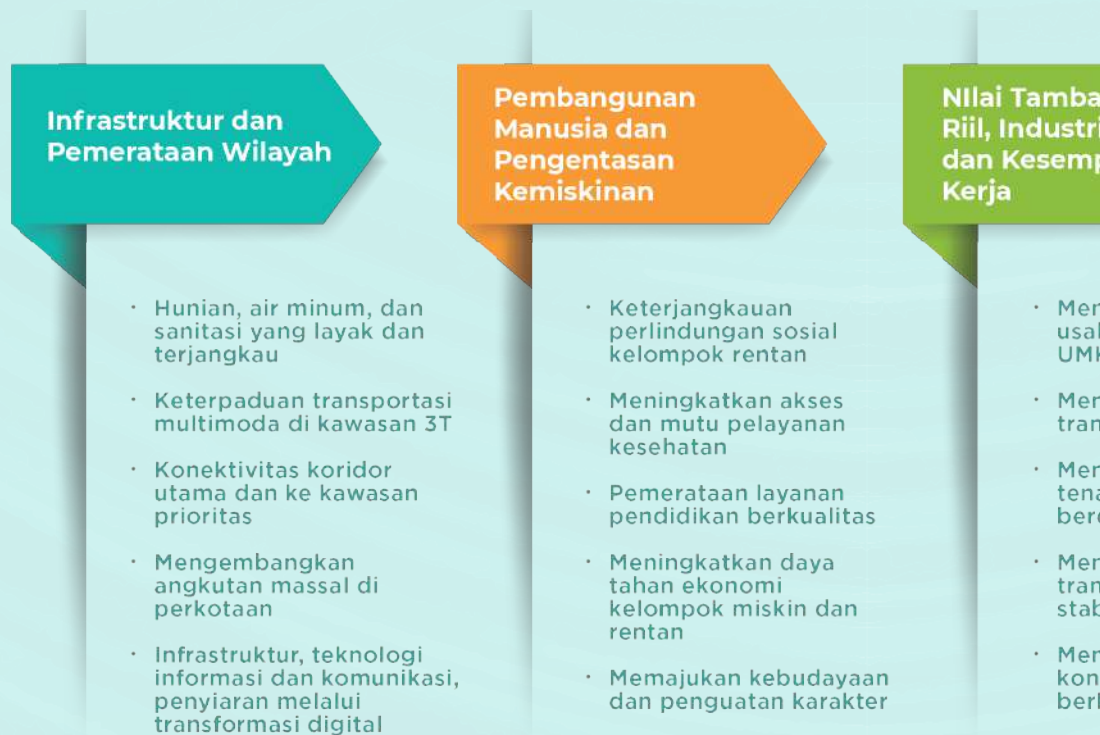 Infrastruktur dan
Pemerataan Wilayah
· Hunian, air minum, dan
sanitasi yang layak dan
terjangkau
· Keterpaduan transportasi
multimoda di kawasan 3T
· Konektivitas koridor
utama dan ke kawasan
prioritas
· Mengembangkan
angkutan massal di
perkotaan
· Infrastruktur, teknologi
informasi dan komunikasi,
penyiaran melalui
transformasi digital
Pembangunan
Manusia dan
Pengentasan
Kemiskinan
· Keterjangkauan
perlindungan sosial
kelompok rentan
· Meningkatkan akses
dan mutu pelayanan
kesehatan
· Pemerataan layanan
pendidikan berkualitas
· Meningkatkan daya
tahan ekonomi
kelompok miskin dan
rentan
· Memajukan kebudayaan
dan penguatan karakter
NIlai
Riil,
dan
Kerja